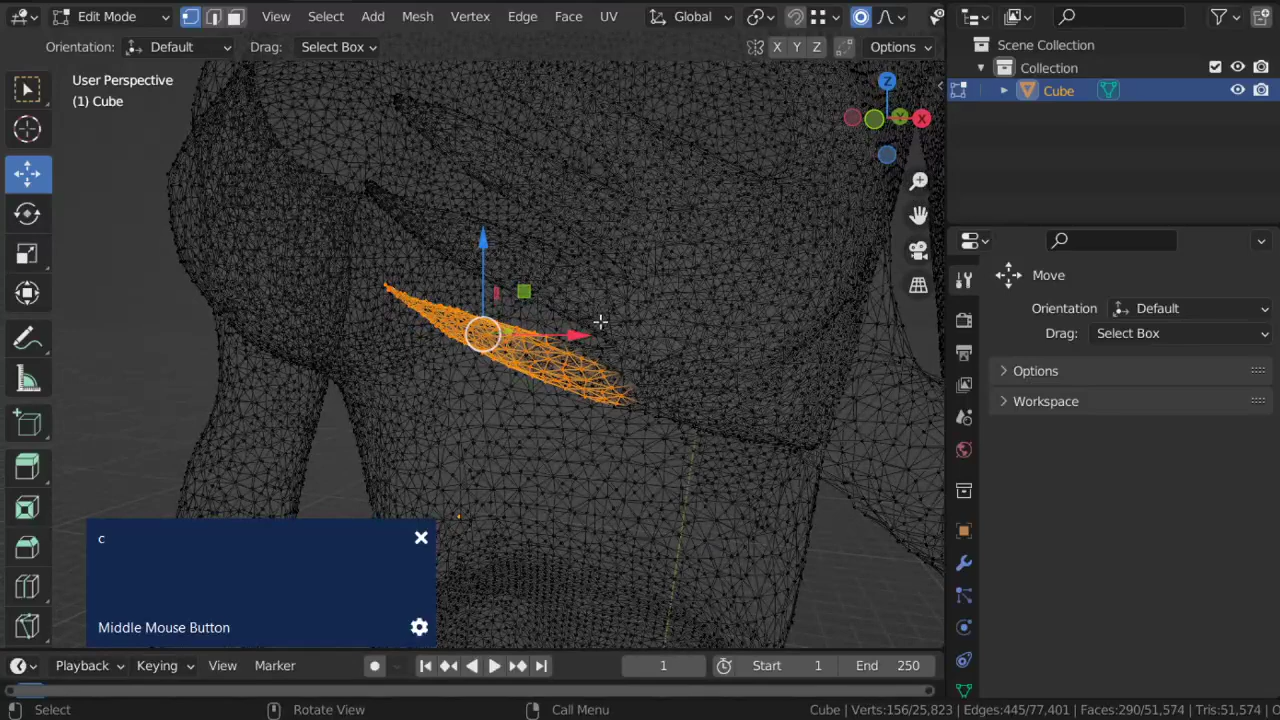 Edit Mode
View
Select
Add
Mesh
Vertex
Edge
Face
UV
Global
Orientation:
Default
Drag:
Select Box
X
Y
Z
Options
Scene Collection
Collection
Cube
User Perspective
(1) Cube
Z
X
Move
Orientation
Default
Drag:
Select Box
Options
Workspace
c
Middle Mouse Button
Playback
Keying
View
Marker
1
Start
1
End
250
Select
Rotate View
Call Menu
Cube | Verts:156/25,823 | Edges:445/77,401 | Faces:290/51,574 | Tris:51,574 |